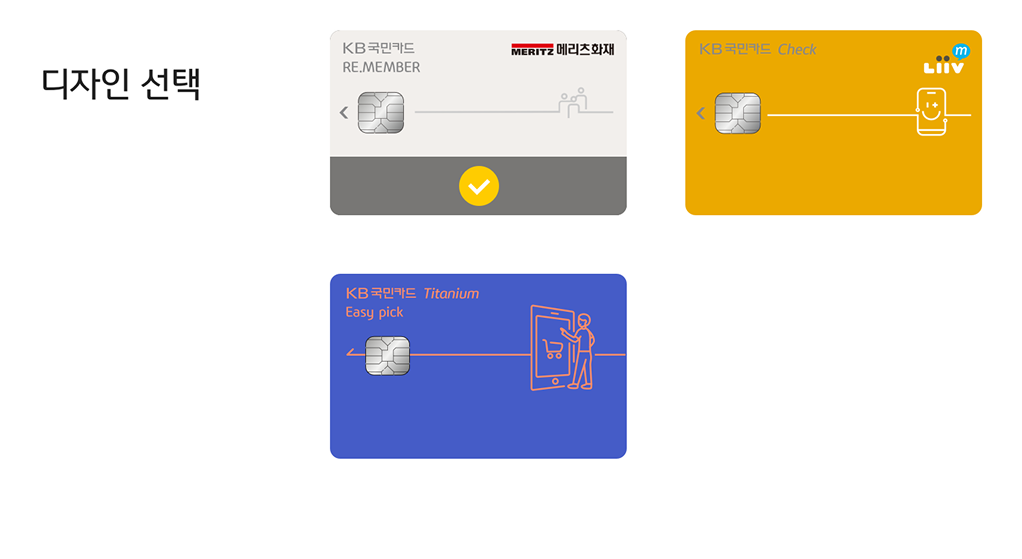 디자인 선택
KB국민카드
RE.MEMBER
MERITZ 메리츠화재
KB국민카드 Check
m
Liiv
KB국민카드 Titanium
Easy pick